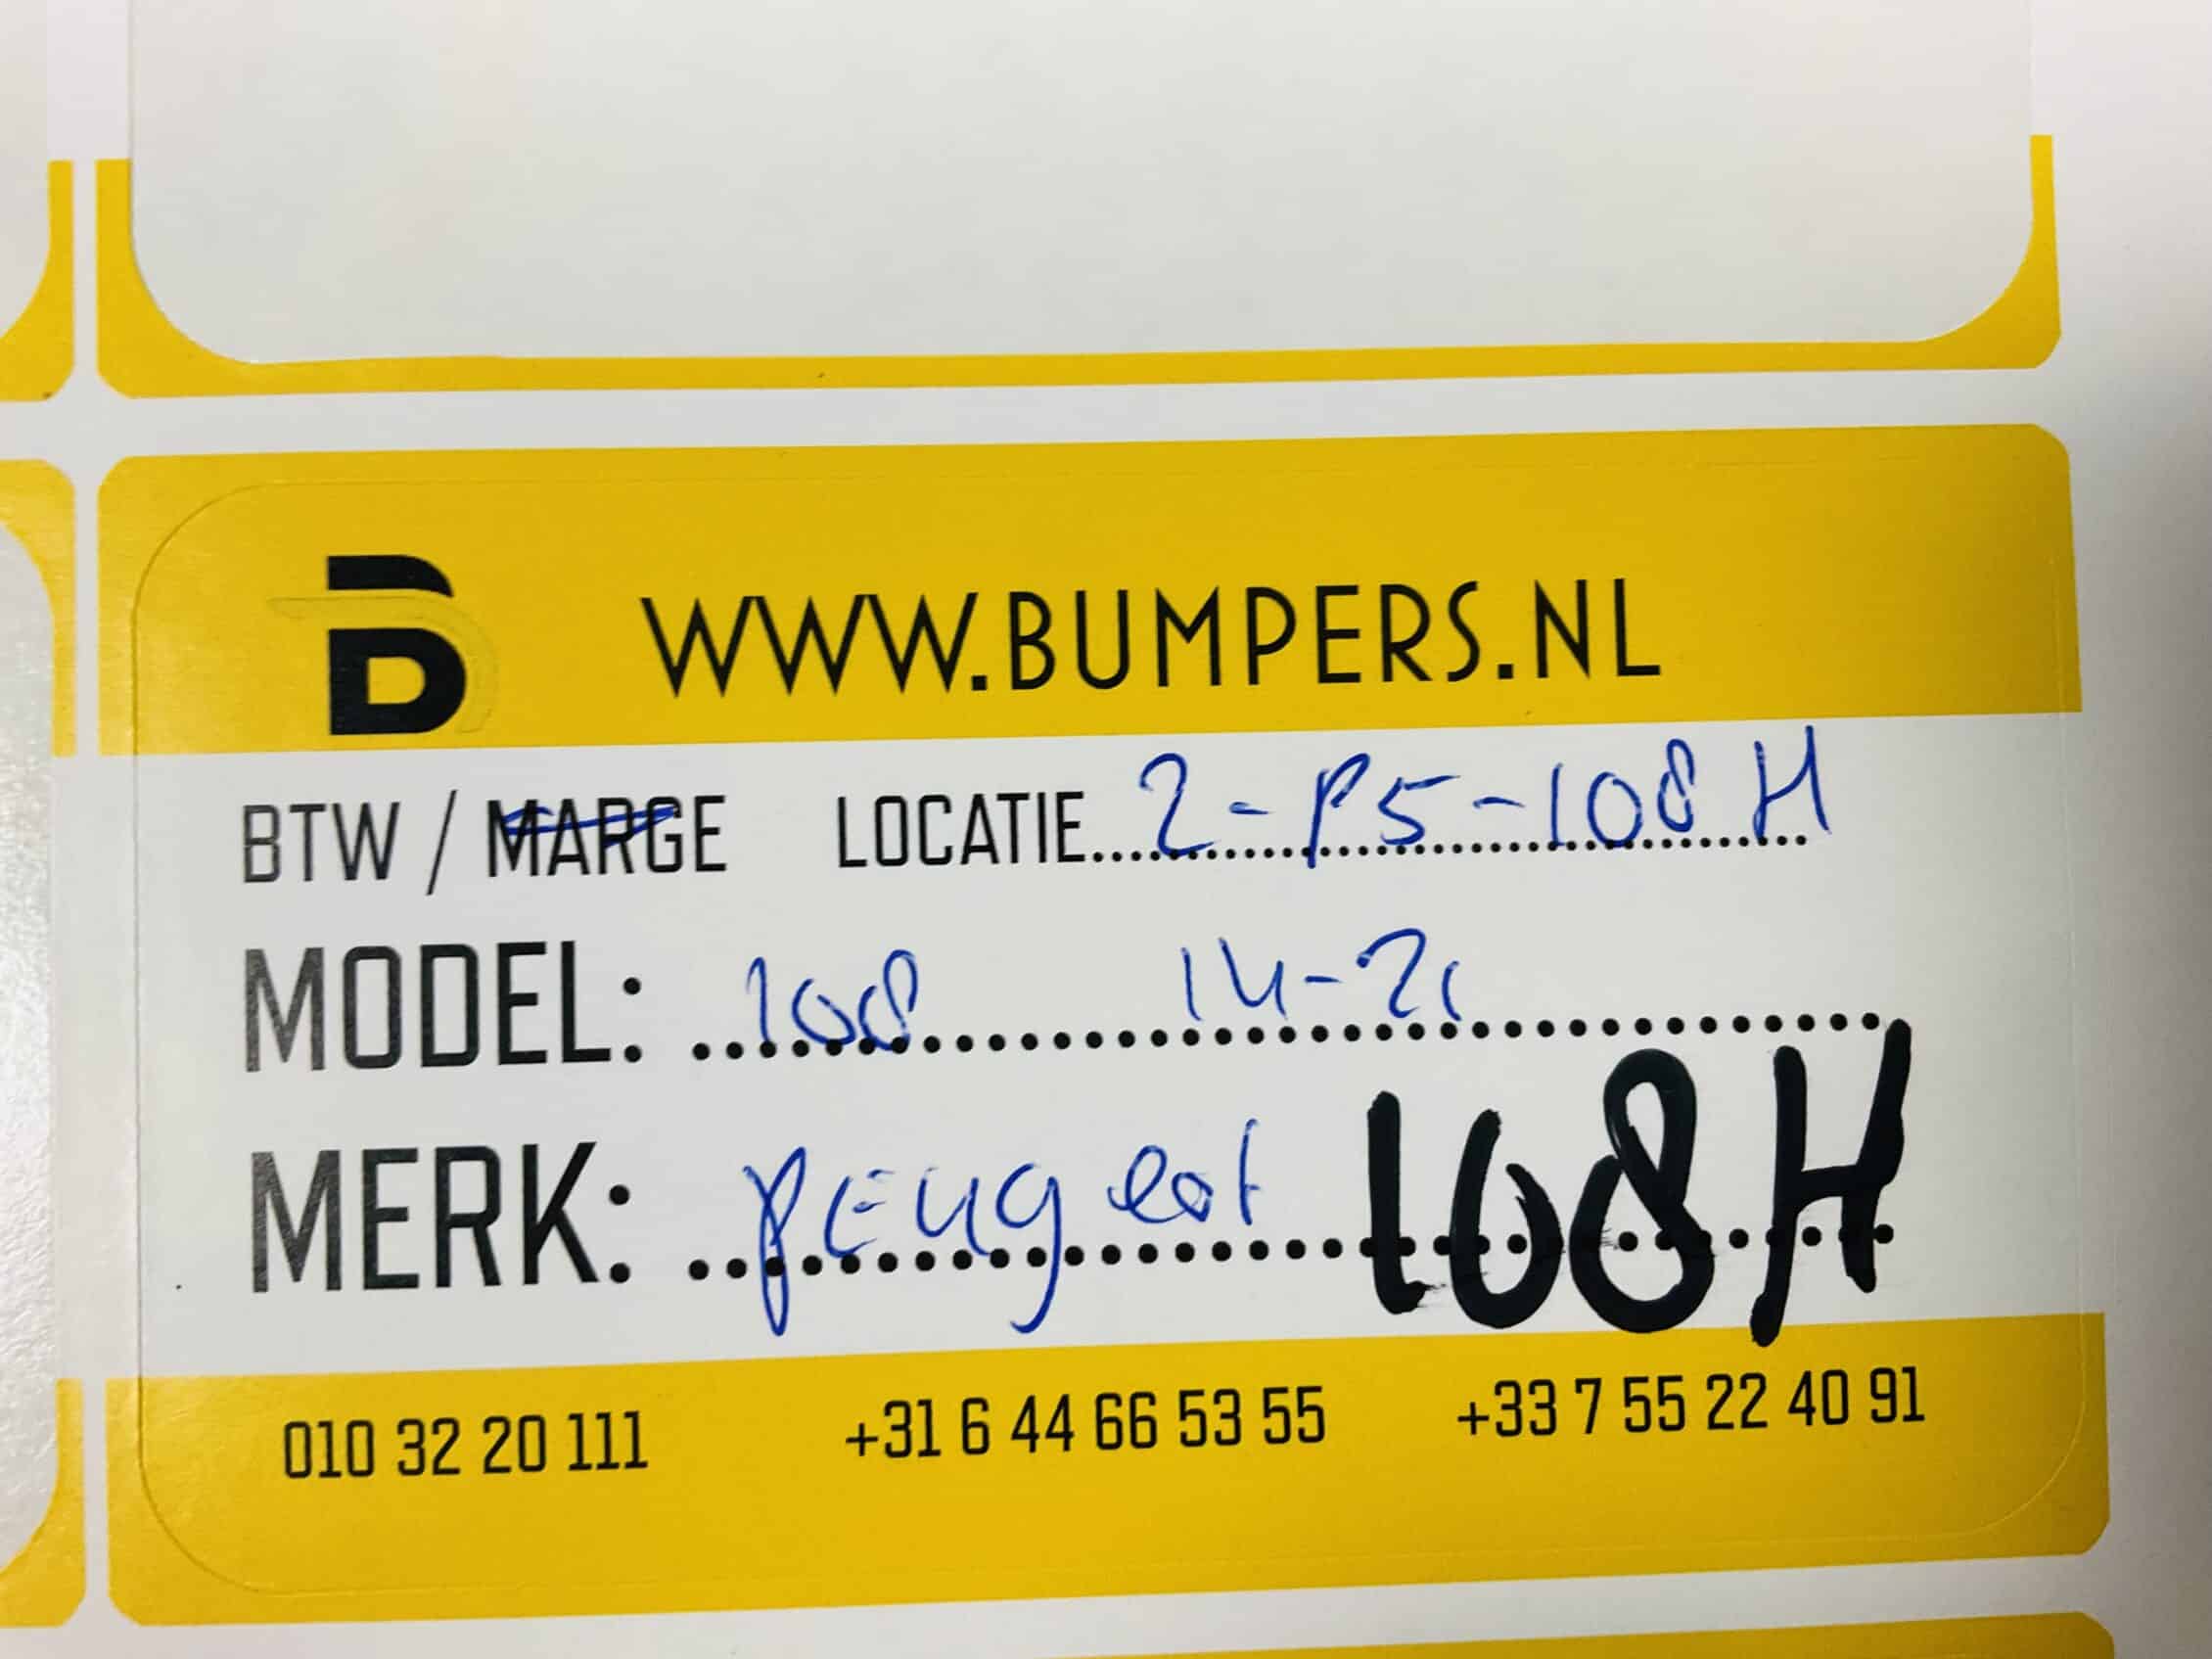 B WWW.BUMPERS.NL
BTW / MARGE LOCATIE.... 2-P5-108 H
MODEL: 108 14-21
MERK: PEugeot 108H
010 32 20 111 +31 6 44 66 53 55 +33 7 55 22 40 91